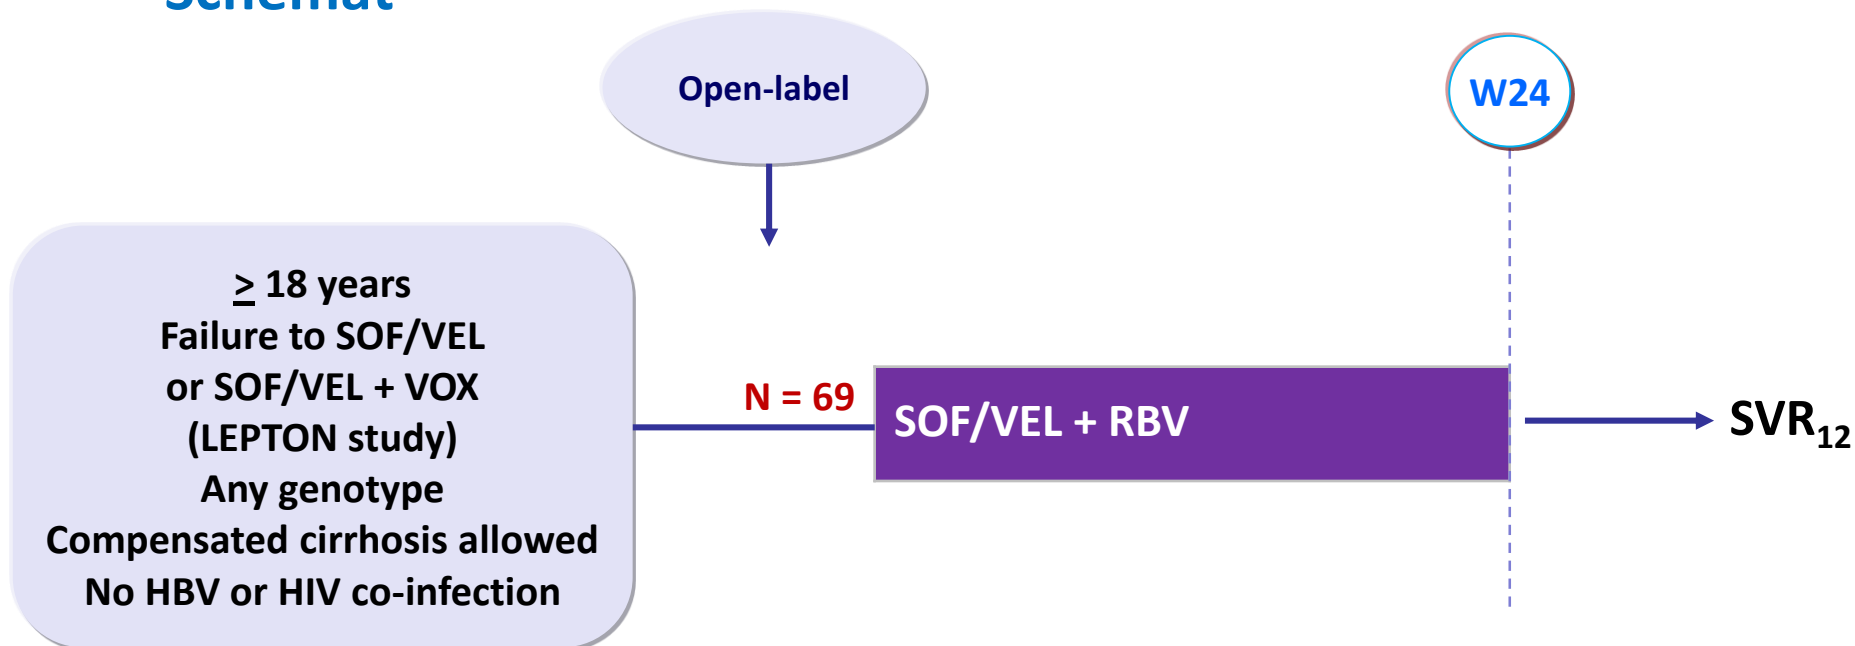 Schemat
Open-label
W24
≥ 18 years
Failure to SOF/VEL
or SOF/VEL + VOX
(LEPTON study)
Any genotype
Compensated cirrhosis allowed
No HBV or HIV co-infection
N = 69
SOF/VEL + RBV
SVR12